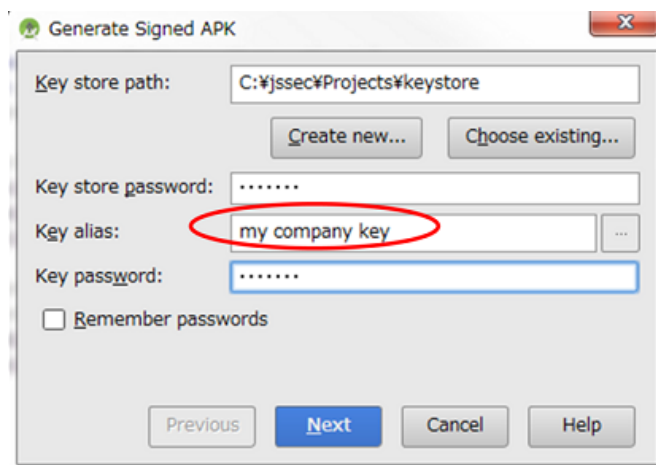 Generate Signed APK
Key store path: C:¥jssec¥Projects¥keystore
Create new... Choose existing...
Key store password: •••••••
Key alias: my company key ...
Key password: •••••••
Remember passwords
Previous Next Cancel Help